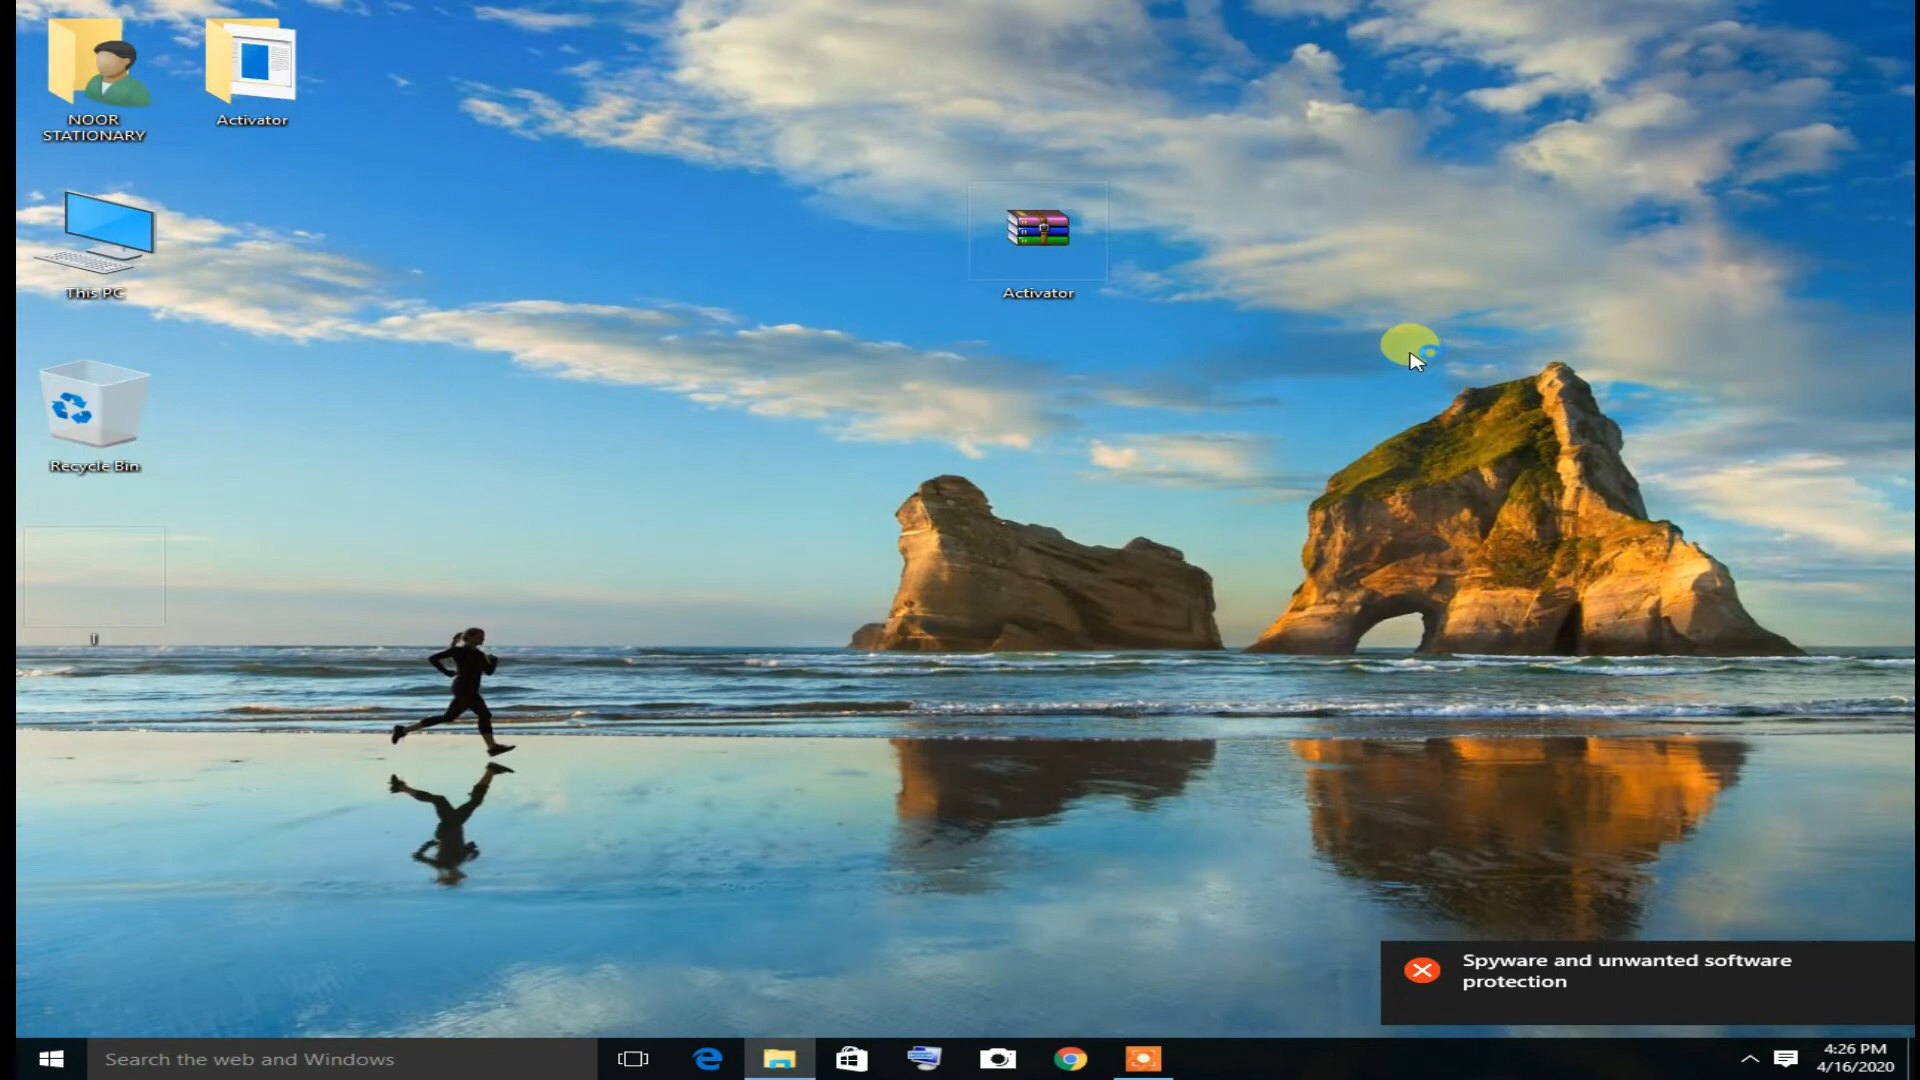 NOOR
STATIONARY
Activator
This PC
Activator
Recycle Bin
Spyware and unwanted software
protection
Search the web and Windows
4:26 PM
4/16/2020